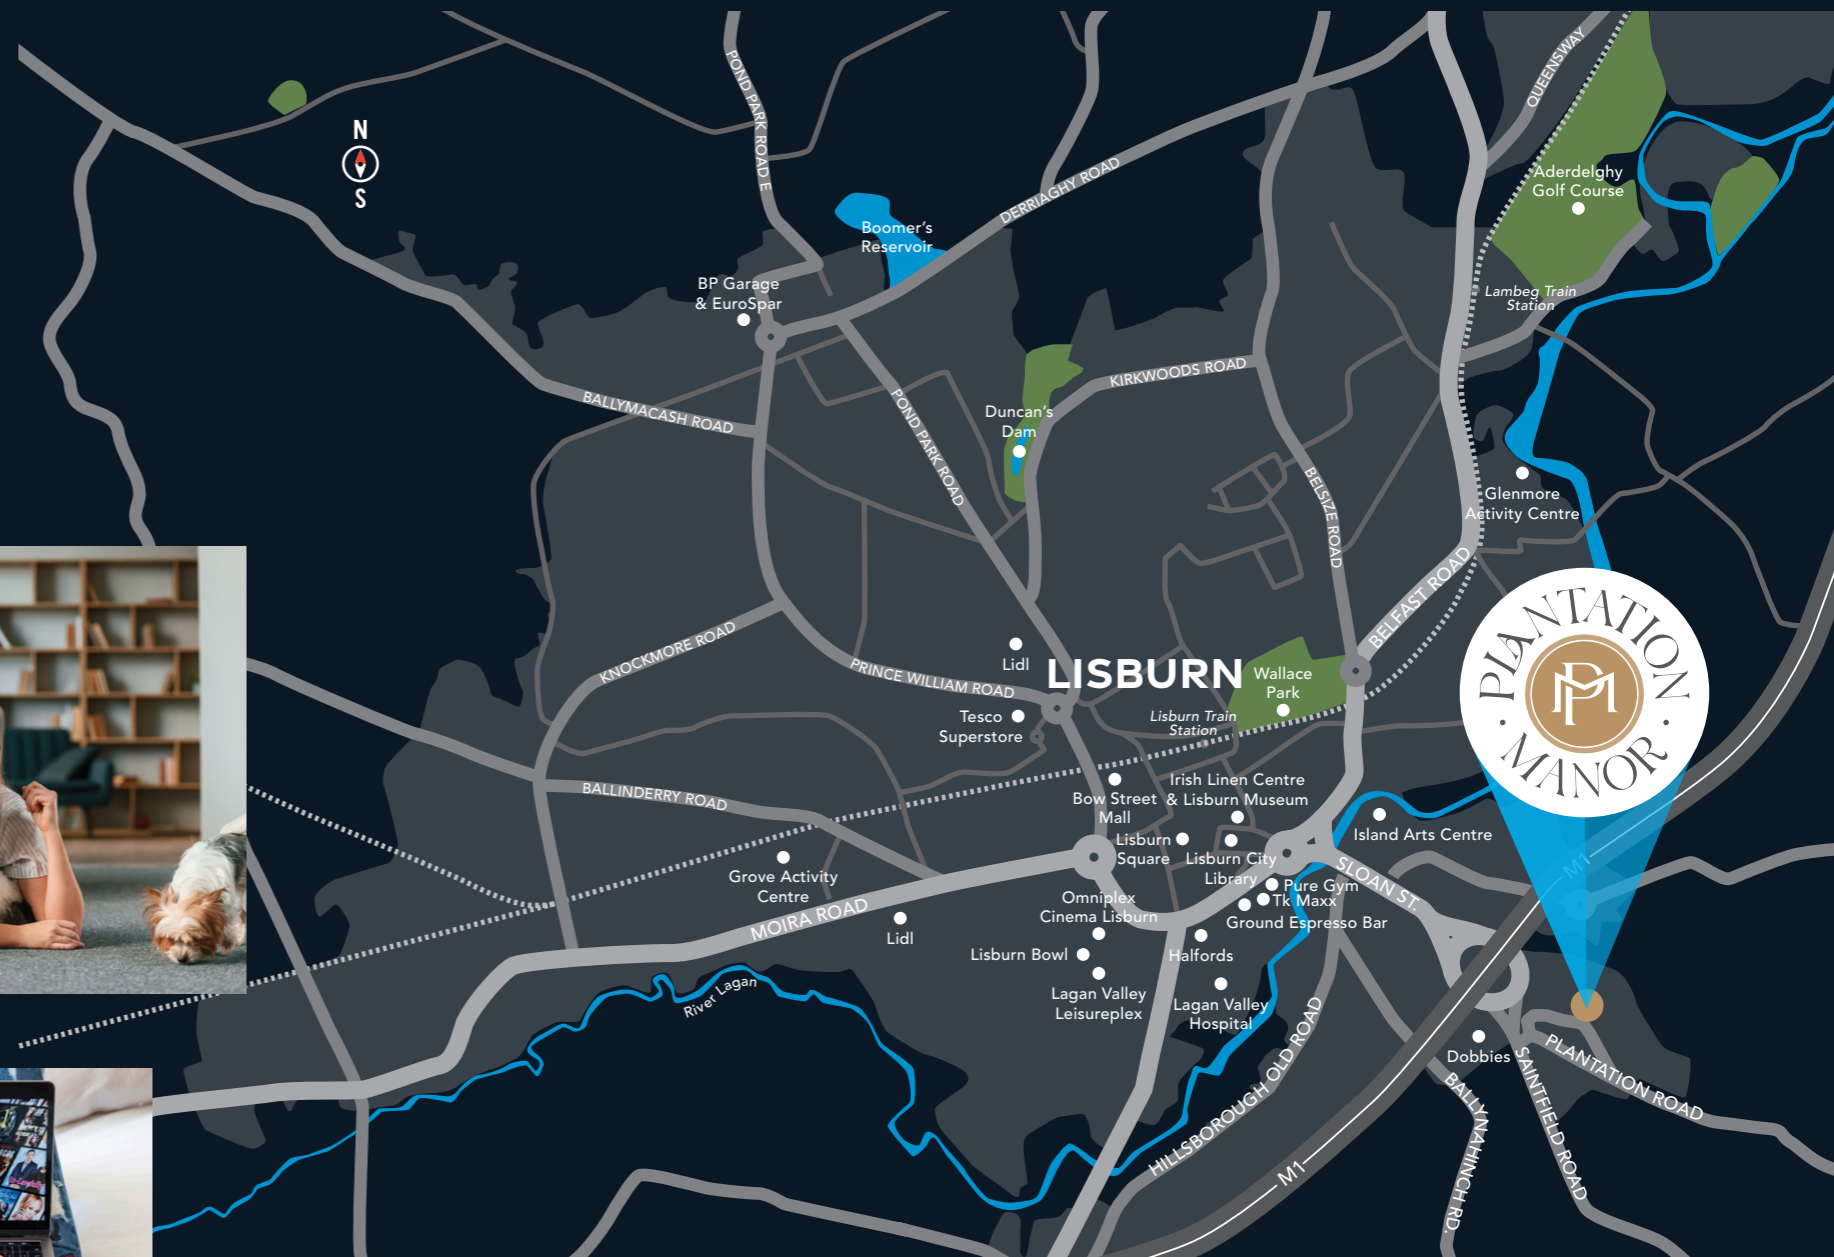 QUEENSWAY
POND PARK ROAD E
N
S
DERRIAGHY ROAD
Aderdelghy
Golf Course
Boomer's
Reservoir
BP Garage
& EuroSpar
Lambeg Train
Station
BALLYMACASH ROAD
POND PARK ROAD
KIRKWOODS ROAD
Duncan's
Dam
BELSIZE ROAD
Glenmore
Activity Centre
BELFAST ROAD
KNOCKMORE ROAD
PRINCE WILLIAM ROAD
Lidl
LISBURN
Wallace
Park
PLANTATION
PM
MANOR
Tesco
Superstore
Lisburn Train
Station
BALLINDERRY ROAD
Bow Street
Mall
Irish Linen Centre
& Lisburn Museum
Lisburn
Square
Lisburn City
Library
Island Arts Centre
SLOAN ST.
M1
Grove Activity
Centre
MOIRA ROAD
Lidl
Omniplex
Cinema Lisburn
Pure Gym
Tk Maxx
Ground Espresso Bar
Lisburn Bowl
Halfords
Lagan Valley
Leisureplex
Lagan Valley
Hospital
River Lagan
HILLSBOROUGH OLD ROAD
Dobbies
PLANTATION ROAD
SAINTFIELD ROAD
BALLYNAHINCH RD.
M1